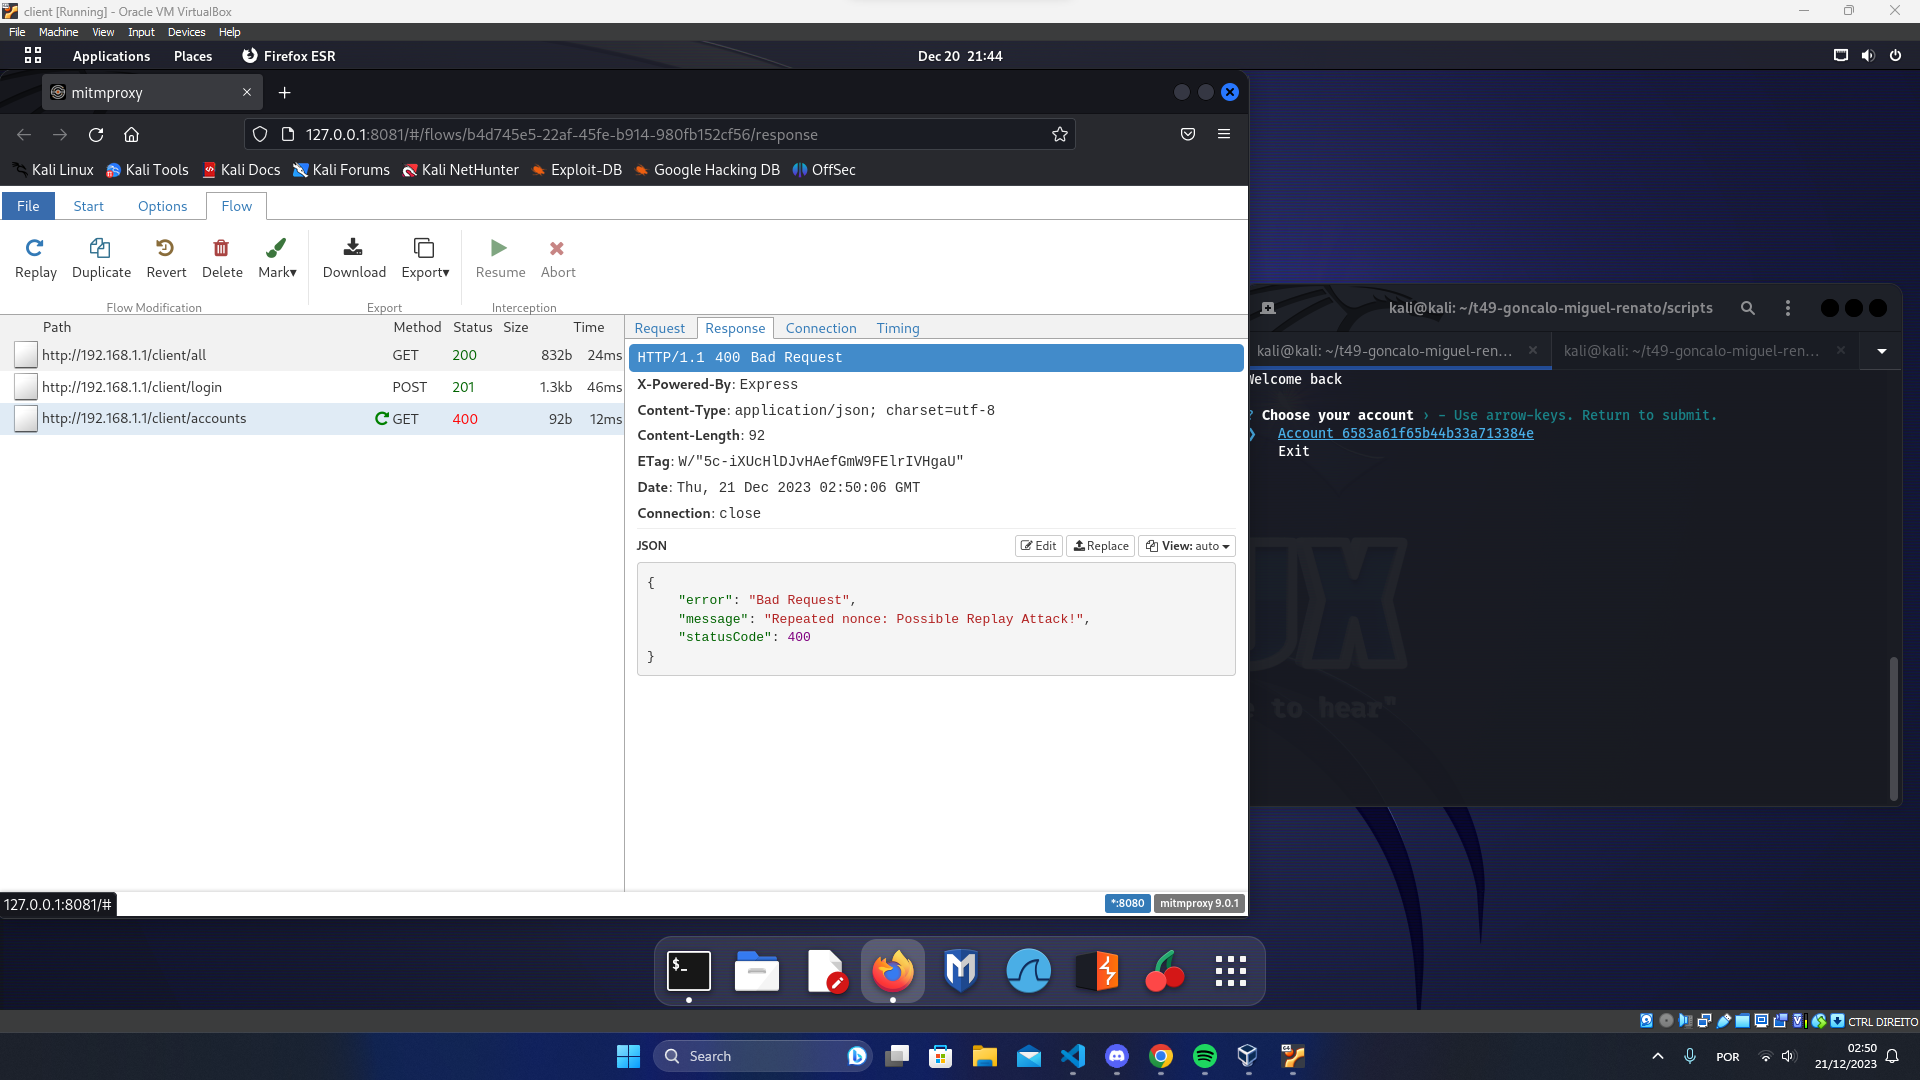 client [Running] - Oracle VM VirtualBox
File Machine View Input Devices Help
Applications Places Firefox ESR Dec 20 21:44
mitmproxy
127.0.0.1:8081/#/flows/b4d745e5-22af-45fe-b914-980fb152cf56/response
Kali Linux Kali Tools Kali Docs Kali Forums Kali NetHunter Exploit-DB Google Hacking DB OffSec
File Start Options Flow
Replay Duplicate Revert Delete Mark▾ Download Export▾ Resume Abort
Flow Modification Export Interception
Path Method Status Size Time
http://192.168.1.1/client/all GET 200 832b 24ms
http://192.168.1.1/client/login POST 201 1.3kb 46ms
http://192.168.1.1/client/accounts GET 400 92b 12ms
Request Response Connection Timing
HTTP/1.1 400 Bad Request
X-Powered-By: Express
Content-Type: application/json; charset=utf-8
Content-Length: 92
ETag: W/"5c-iXUcHlDJvHAefGmW9FElrIVHgaU"
Date: Thu, 21 Dec 2023 02:50:06 GMT
Connection: close
JSON Edit Replace View: auto
{
"error": "Bad Request",
"message": "Repeated nonce: Possible Replay Attack!",
"statusCode": 400
}
127.0.0.1:8081/#
*:8080 mitmproxy 9.0.1
kali@kali: ~/t49-goncalo-miguel-renato/scripts
kali@kali: ~/t49-goncalo-miguel-ren... kali@kali: ~/t49-goncalo-miguel-ren...
Welcome back
? Choose your account › - Use arrow-keys. Return to submit.
❯ Account 6583a61f65b44b33a713384e
Exit
UX
to hear"
$_
CTRL DIREITO
Search
POR
02:50
21/12/2023